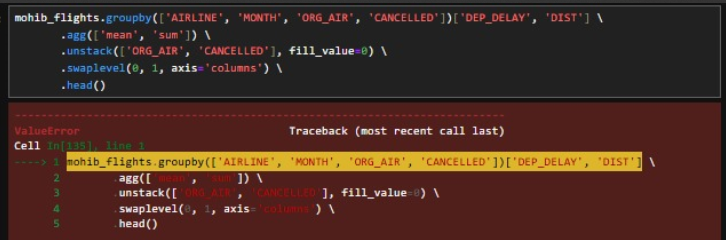 mohib_flights.groupby(['AIRLINE', 'MONTH', 'ORG_AIR', 'CANCELLED'])['DEP_DELAY', 'DIST'] \
.agg(['mean', 'sum']) \
.unstack(['ORG_AIR', 'CANCELLED'], fill_value=0) \
.swaplevel(0, 1, axis='columns') \
.head()
---------------------------------------------------------------------------
ValueError Traceback (most recent call last)
Cell In[135], line 1
----> 1 mohib_flights.groupby(['AIRLINE', 'MONTH', 'ORG_AIR', 'CANCELLED'])['DEP_DELAY', 'DIST'] \
2 .agg(['mean', 'sum']) \
3 .unstack(['ORG_AIR', 'CANCELLED'], fill_value=0) \
4 .swaplevel(0, 1, axis='columns') \
5 .head()